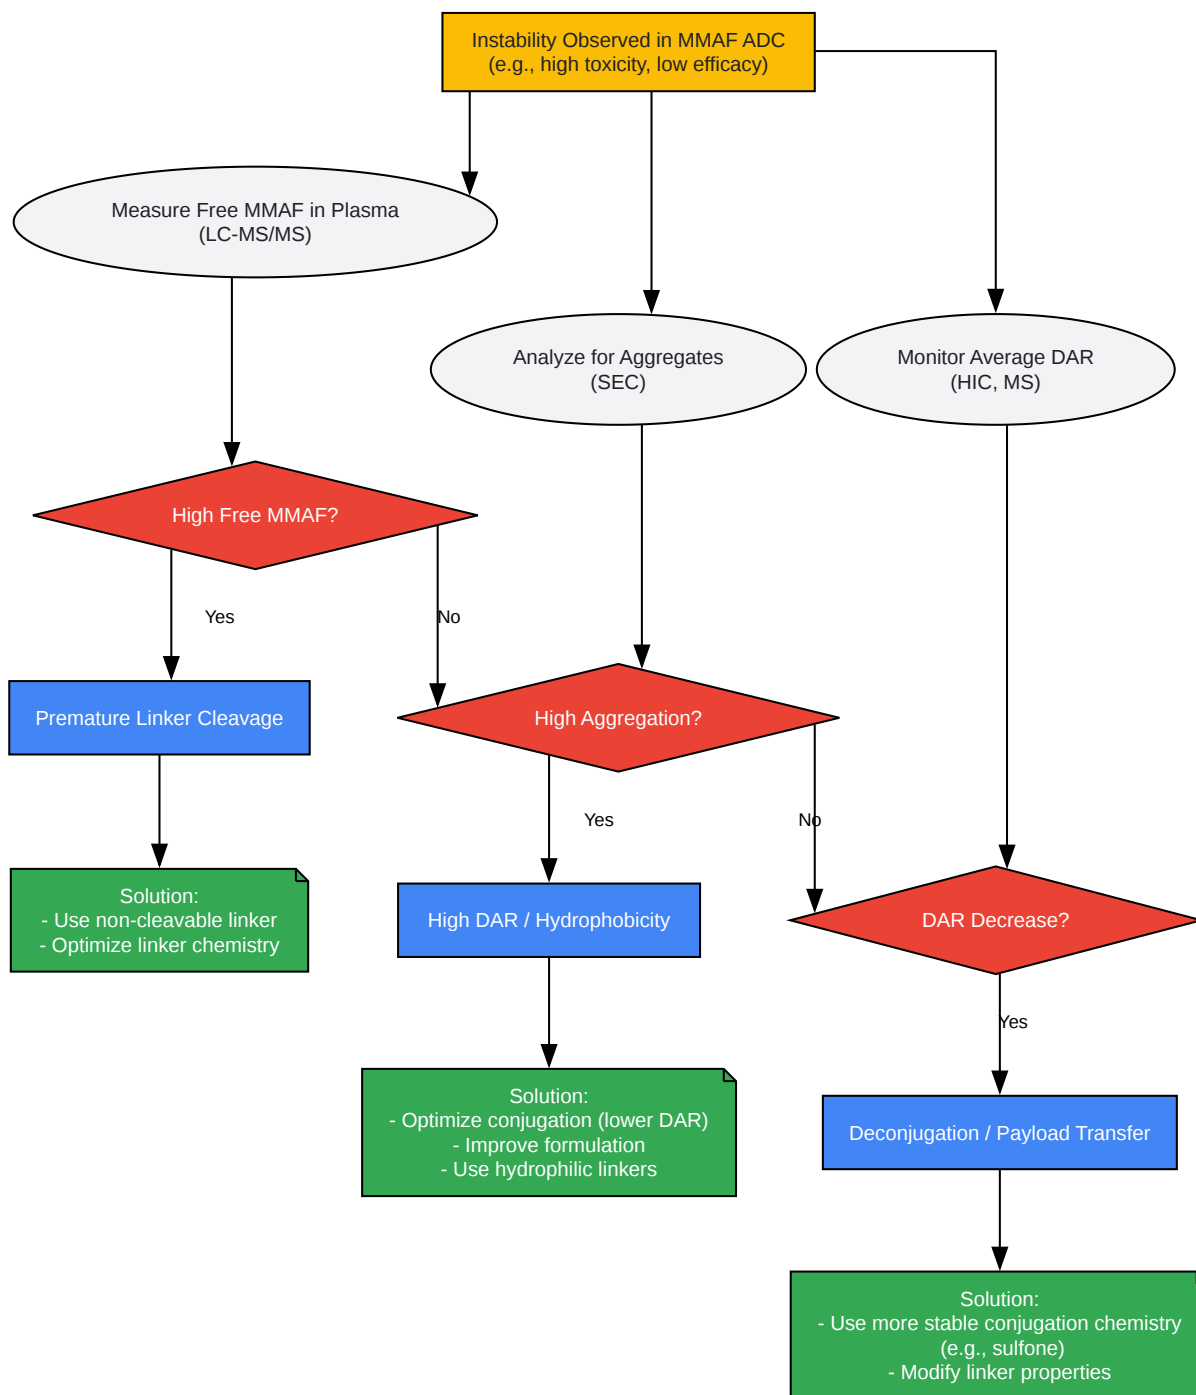 Instability Observed in MMAF ADC
(e.g., high toxicity, low efficacy)
Measure Free MMAF in Plasma
(LC-MS/MS)
Analyze for Aggregates
(SEC)
Monitor Average DAR
(HIC, MS)
High Free MMAF?
Yes
No
Premature Linker Cleavage
High Aggregation?
Solution:
- Use non-cleavable linker
- Optimize linker chemistry
Yes
No
High DAR / Hydrophobicity
DAR Decrease?
Yes
Solution:
- Optimize conjugation (lower DAR)
- Improve formulation
- Use hydrophilic linkers
Deconjugation / Payload Transfer
Solution:
- Use more stable conjugation chemistry
(e.g., sulfone)
- Modify linker properties